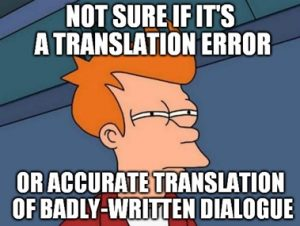 NOT SURE IF IT'S
A TRANSLATION ERROR
OR ACCURATE TRANSLATION
OF BADLY-WRITTEN DIALOGUE